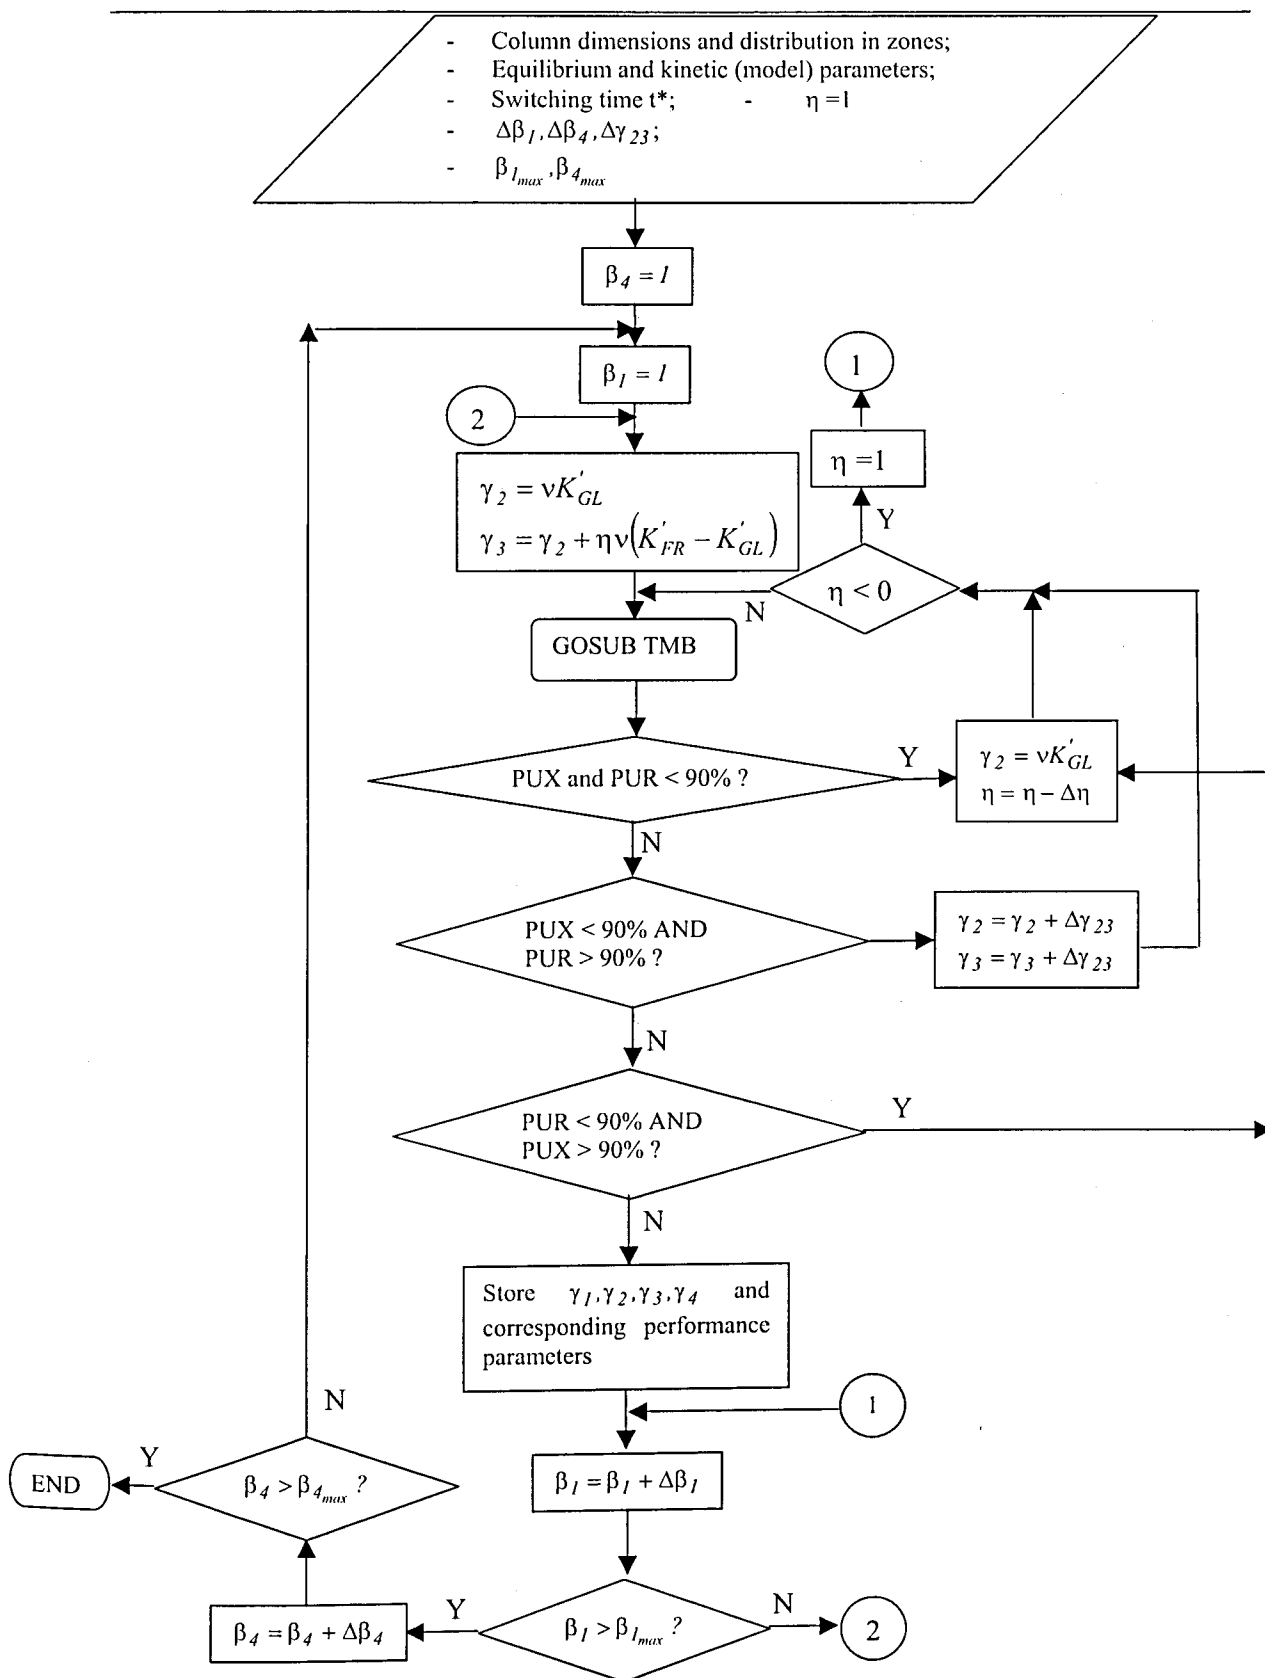 - Column dimensions and distribution in zones;
- Equilibrium and kinetic (model) parameters;
- Switching time t*; - η =1
- Δβ₁,Δβ₄,Δγ₂₃;
- β₁max,β₄max
β₄ = 1
β₁ = 1
1
2
η =1
γ₂ = νK'GL
γ₃ = γ₂ + ην(K'FR − K'GL)
Y
η < 0
N
GOSUB TMB
PUX and PUR < 90% ?
Y
γ₂ = νK'GL
η = η − Δη
N
PUX < 90% AND
PUR > 90% ?
γ₂ = γ₂ + Δγ₂₃
γ₃ = γ₃ + Δγ₂₃
N
PUR < 90% AND
PUX > 90% ?
Y
N
Store γ₁,γ₂,γ₃,γ₄ and
corresponding performance
parameters
N
1
Y
END
β₄ > β₄max ?
β₁ = β₁ + Δβ₁
β₄ = β₄ + Δβ₄
Y
β₁ > β₁max ?
N
2